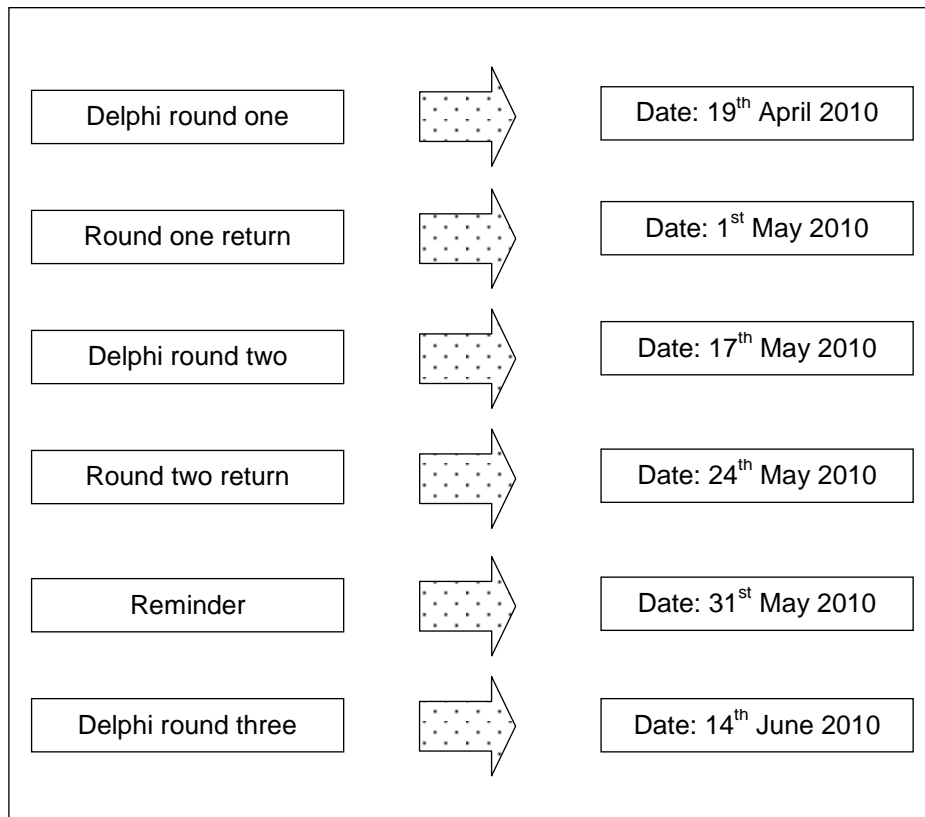 Delphi round one
Date: 19th April 2010
Round one return
Date: 1st May 2010
Delphi round two
Date: 17th May 2010
Round two return
Date: 24th May 2010
Reminder
Date: 31st May 2010
Delphi round three
Date: 14th June 2010